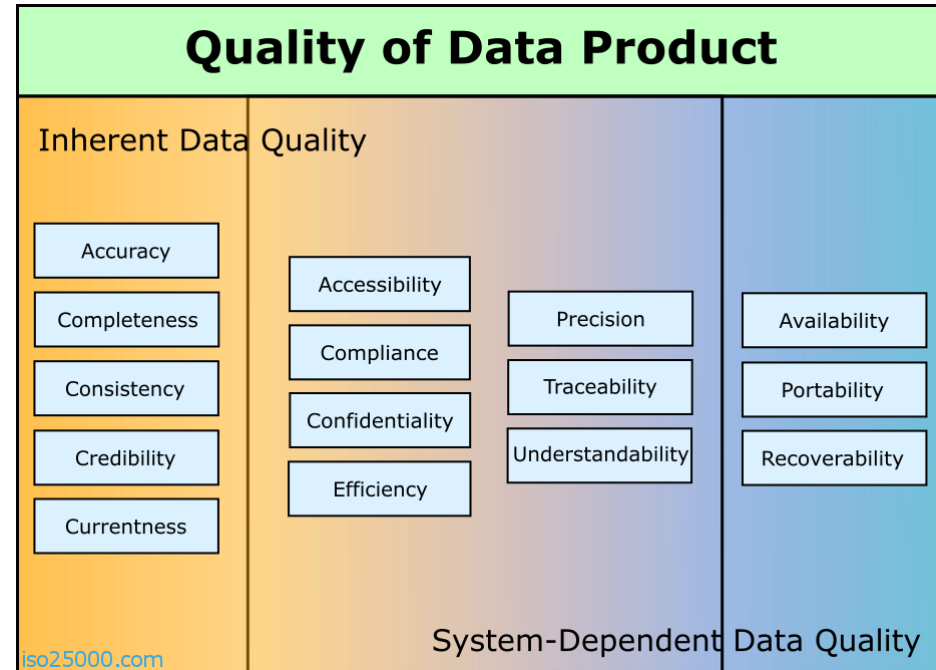 Quality of Data Product
Inherent Data Quality
Accuracy
Completeness
Consistency
Credibility
Currentness
Accessibility
Compliance
Confidentiality
Efficiency
Precision
Traceability
Understandability
Availability
Portability
Recoverability
System-Dependent Data Quality
iso25000.com